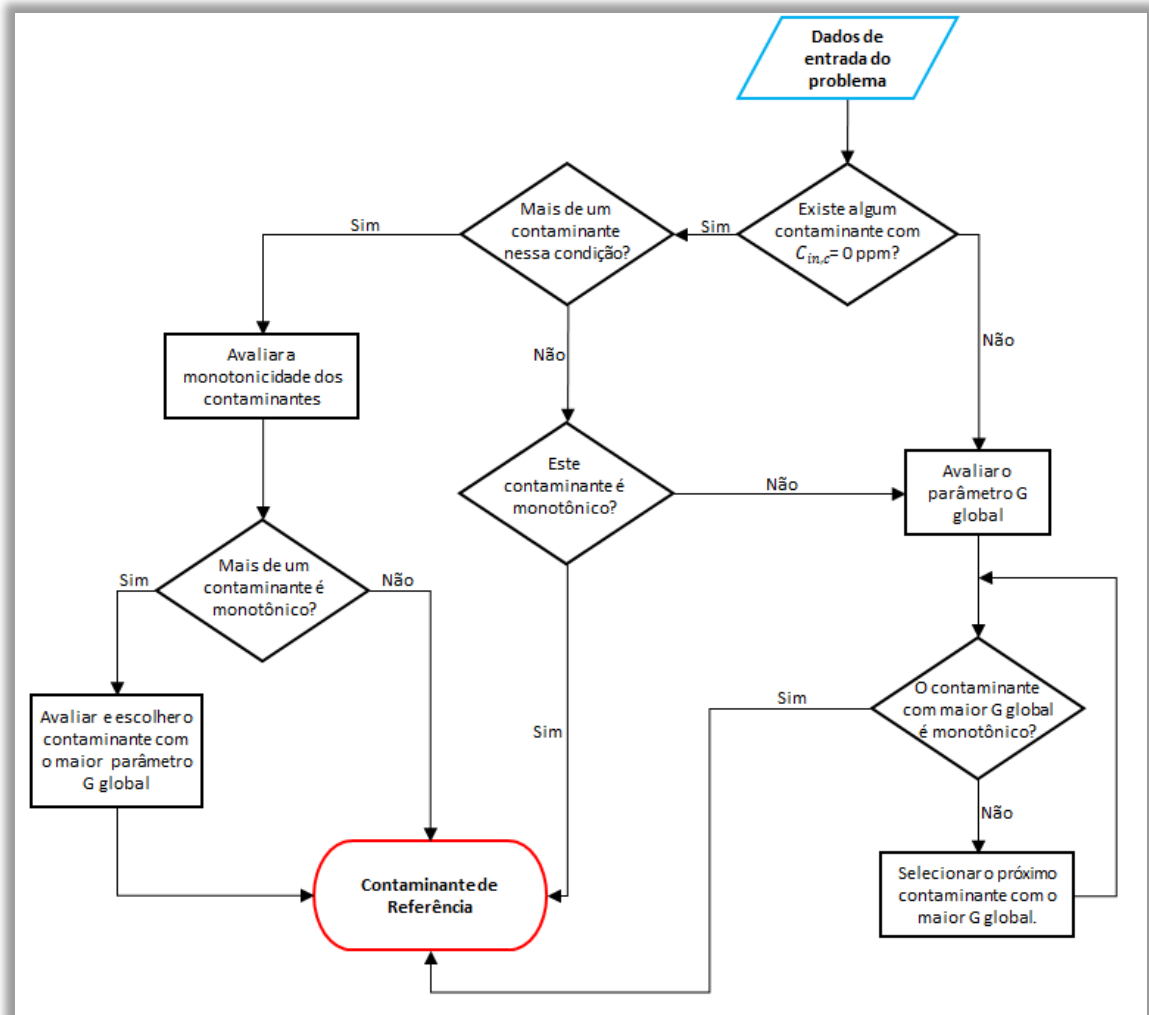 Dados de
entrada do
problema
Existe algum
contaminante com
C_{in,c}= 0 ppm?
Sim
Mais de um
contaminante
nessa condição?
Sim
Não
Não
Avaliar a
monotonicidade dos
contaminantes
Este
contaminante é
monotônico?
Não
Avaliar o
parâmetro G
global
Mais de um
contaminante é
monotônico?
Sim
Não
Sim
O contaminante
com maior G global
é monotônico?
Sim
Avaliar e escolher o
contaminante com
o maior parâmetro
G global
Não
Contaminante de
Referência
Selecionar o próximo
contaminante com o
maior G global.